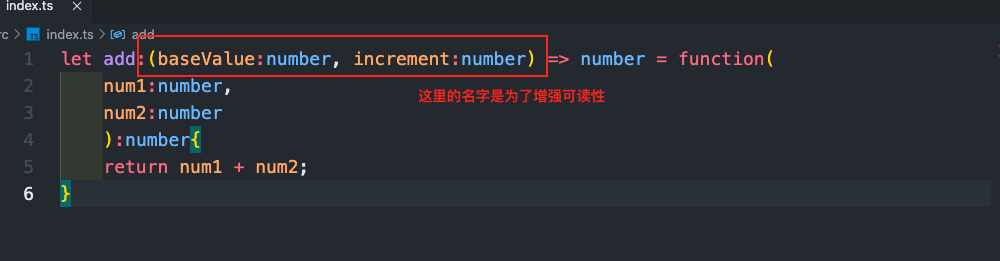 index.ts ×
rc > TS index.ts > add
1 let add:(baseValue:number, increment:number) => number = function(
2 num1:number,
这里的名字是为了增强可读性
3 num2:number
4 ):number{
5 return num1 + num2;
6 }